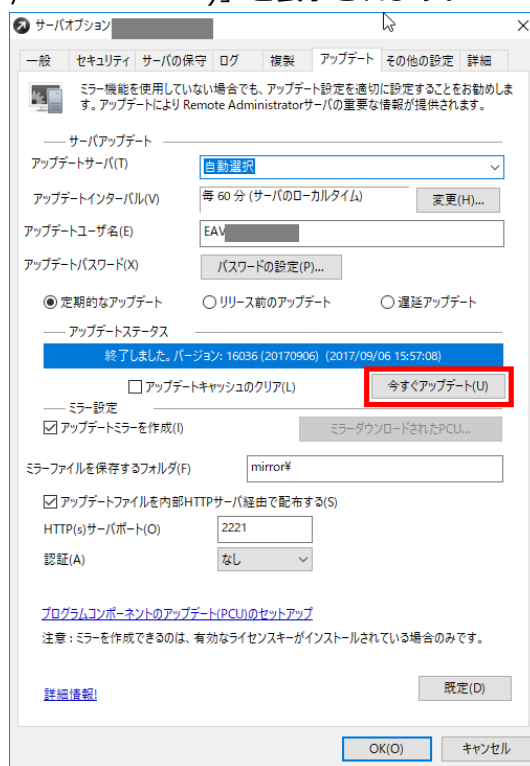 サーバオプション
一般 セキュリティ サーバの保守 ログ 複製 アップデート その他の設定 詳細
ミラー機能を使用していない場合でも、アップデート設定を適切に設定することをお勧めしま
す。アップデートにより Remote Administratorサーバの重要な情報が提供されます。
サーバアップデート
アップデートサーバ(T) 自動選択
アップデートインターバル(V) 毎 60 分 (サーバのローカルタイム) 変更(H)...
アップデートユーザ名(E) EAV
アップデートパスワード(X) パスワードの設定(P)...
定期的なアップデート リリース前のアップデート 遅延アップデート
アップデートステータス
終了しました。バージョン: 16036 (20170906) (2017/09/06 15:57:08)
アップデートキャッシュのクリア(L) 今すぐアップデート(U)
ミラー設定
アップデートミラーを作成(I) ミラーダウンロードされたPCU...
ミラーファイルを保存するフォルダ(F) mirror¥
アップデートファイルを内部HTTPサーバ経由で配布する(S)
HTTP(s)サーバポート(O) 2221
認証(A) なし
プログラムコンポーネントのアップデート(PCU)のセットアップ
注意 : ミラーを作成できるのは、有効なライセンスキーがインストールされている場合のみです。
詳細情報! 既定(D)
OK(O) キャンセル